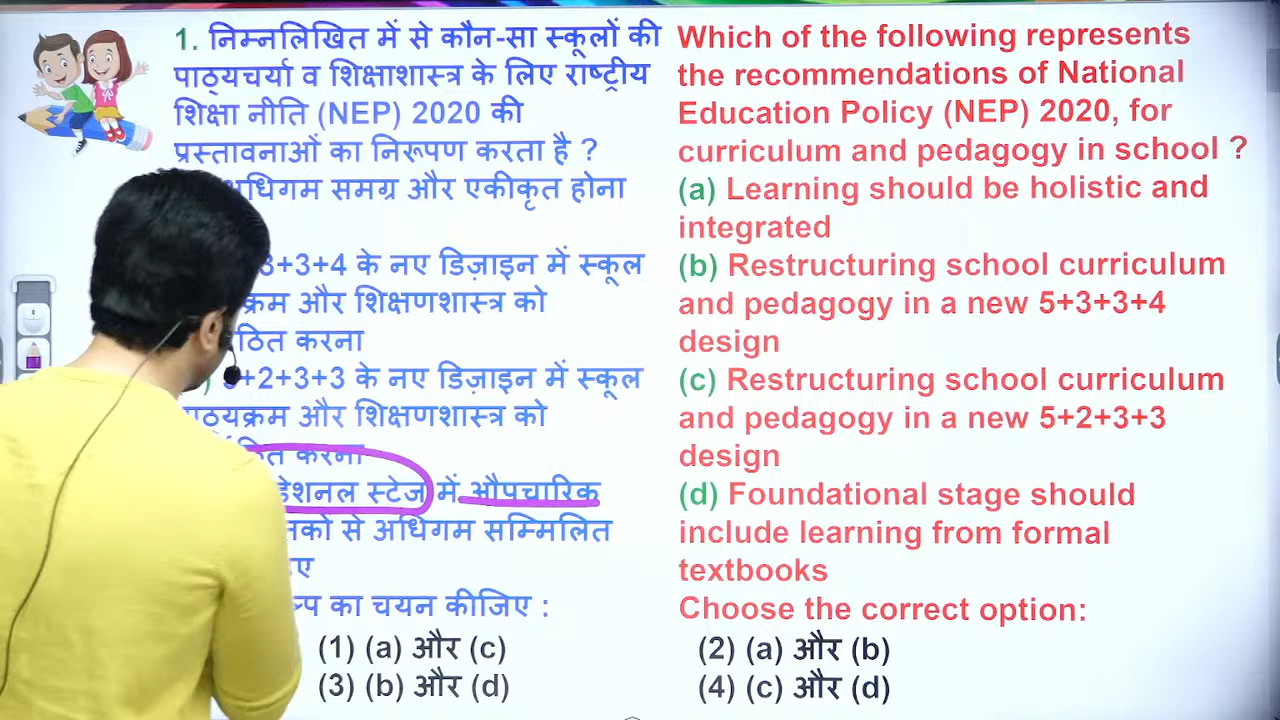 1. निम्नलिखित में से कौन-सा स्कूलों की
पाठ्यचर्या व शिक्षाशास्त्र के लिए राष्ट्रीय
शिक्षा नीति (NEP) 2020 की
प्रस्तावनाओं का निरूपण करता है ?
अधिगम समग्र और एकीकृत होना
3+3+4 के नए डिज़ाइन में स्कूल
और शिक्षणशास्त्र को
करना
+2+3+3 के नए डिज़ाइन में स्कूल
पाठ्यक्रम और शिक्षणशास्त्र को
करना
स्टेज में औपचारिक
से अधिगम सम्मिलित
का चयन कीजिए :
(1) (a) और (c)
(3) (b) और (d)
Which of the following represents
the recommendations of National
Education Policy (NEP) 2020, for
curriculum and pedagogy in school ?
(a) Learning should be holistic and
integrated
(b) Restructuring school curriculum
and pedagogy in a new 5+3+3+4
design
(c) Restructuring school curriculum
and pedagogy in a new 5+2+3+3
design
(d) Foundational stage should
include learning from formal
textbooks
Choose the correct option:
(2) (a) और (b)
(4) (c) और (d)